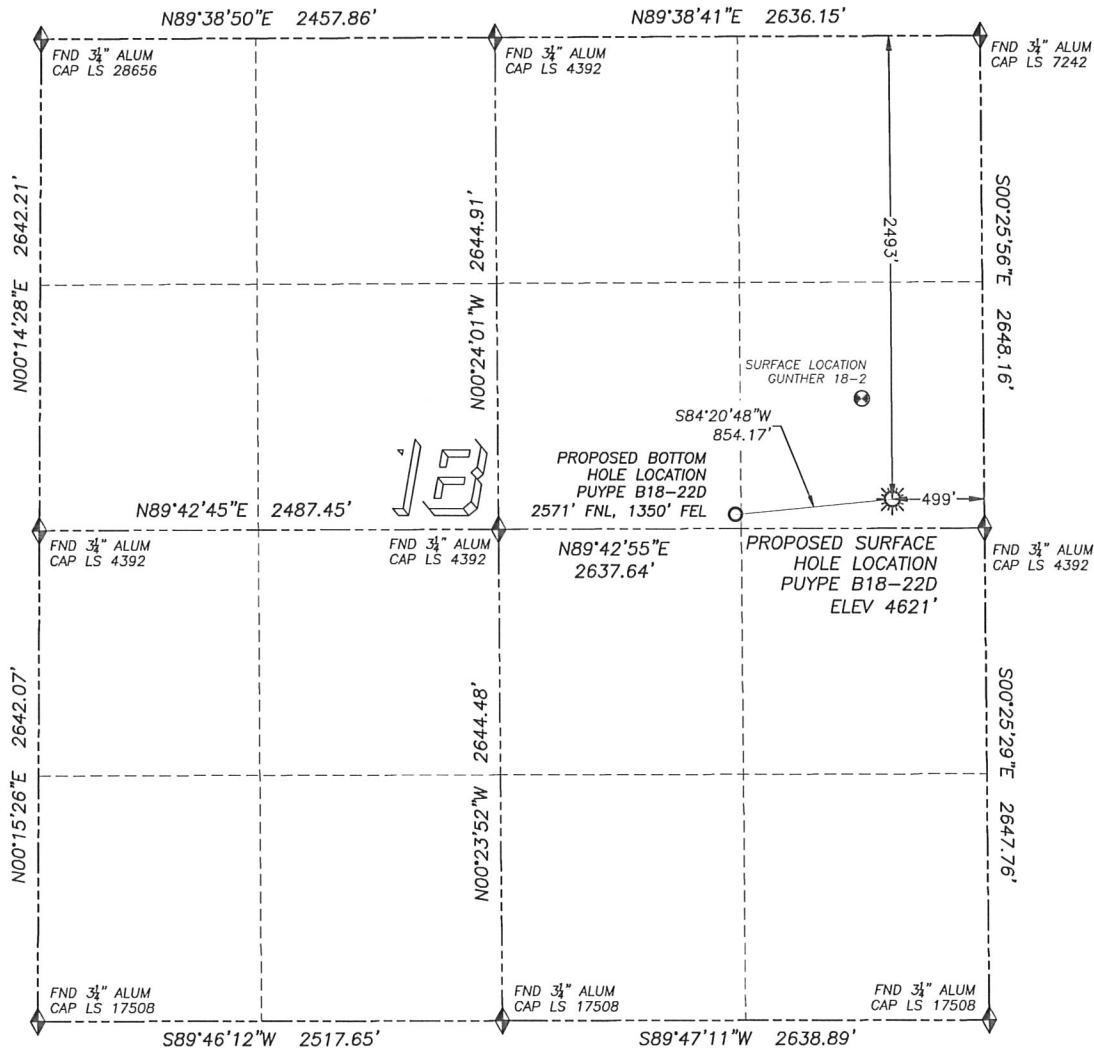 N89°38'50"E 2457.86'
N89°38'41"E 2636.15'
FND 3¼" ALUM
CAP LS 28656
FND 3¼" ALUM
CAP LS 4392
FND 3¼" ALUM
CAP LS 7242
N00°14'28"E 2642.21'
N00°24'01"W 2644.91'
2493'
S00°25'56"E 2648.16'
SURFACE LOCATION
GUNTHER 18-2
S84°20'48"W
854.17'
PROPOSED BOTTOM
HOLE LOCATION
PUYPE B18-22D
2571' FNL, 1350' FEL
499'
18
N89°42'45"E 2487.45'
FND 3¼" ALUM
CAP LS 4392
FND 3¼" ALUM
CAP LS 4392
N89°42'55"E
2637.64'
PROPOSED SURFACE
HOLE LOCATION
PUYPE B18-22D
ELEV 4621'
FND 3¼" ALUM
CAP LS 4392
N00°15'26"E 2642.07'
N00°23'52"W 2644.48'
S00°25'29"E 2647.76'
FND 3¼" ALUM
CAP LS 17508
FND 3¼" ALUM
CAP LS 17508
FND 3¼" ALUM
CAP LS 17508
S89°46'12"W 2517.65'
S89°47'11"W 2638.89'